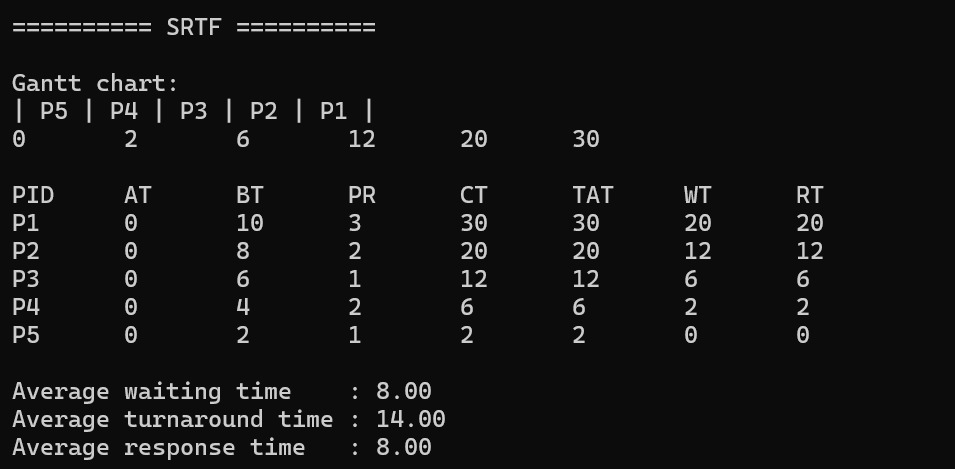 ========== SRTF ==========
Gantt chart:
| P5 | P4 | P3 | P2 | P1 |
0       2       6       12      20      30
PID     AT      BT      PR      CT      TAT     WT      RT
P1      0       10      3       30      30      20      20
P2      0       8       2       20      20      12      12
P3      0       6       1       12      12      6       6
P4      0       4       2       6       6       2       2
P5      0       2       1       2       2       0       0
Average waiting time    : 8.00
Average turnaround time : 14.00
Average response time   : 8.00